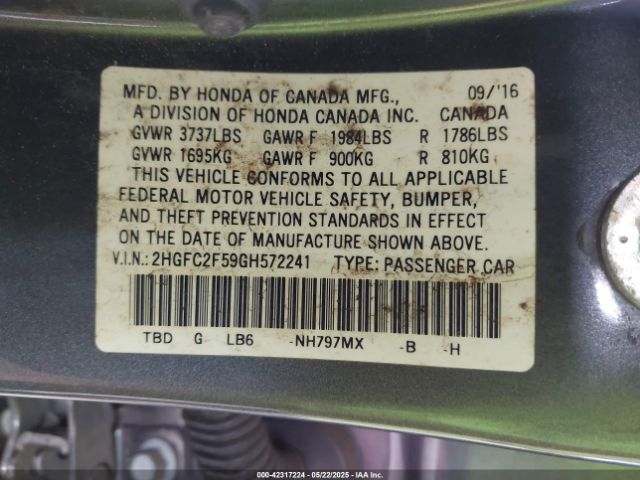 MFD. BY HONDA OF CANADA MFG., 09/'16
A DIVISION OF HONDA CANADA INC. CANADA
GVWR 3737LBS GAWR F 1984LBS R 1786LBS
GVWR 1695KG GAWR F 900KG R 810KG
THIS VEHICLE CONFORMS TO ALL APPLICABLE
FEDERAL MOTOR VEHICLE SAFETY, BUMPER,
AND THEFT PREVENTION STANDARDS IN EFFECT
ON THE DATE OF MANUFACTURE SHOWN ABOVE.
V.I.N.: 2HGFC2F59GH572241 TYPE: PASSENGER CAR
TBD G LB6 -NH797MX -B -H
000-42317224 - 05/22/2025 - IAA Inc.